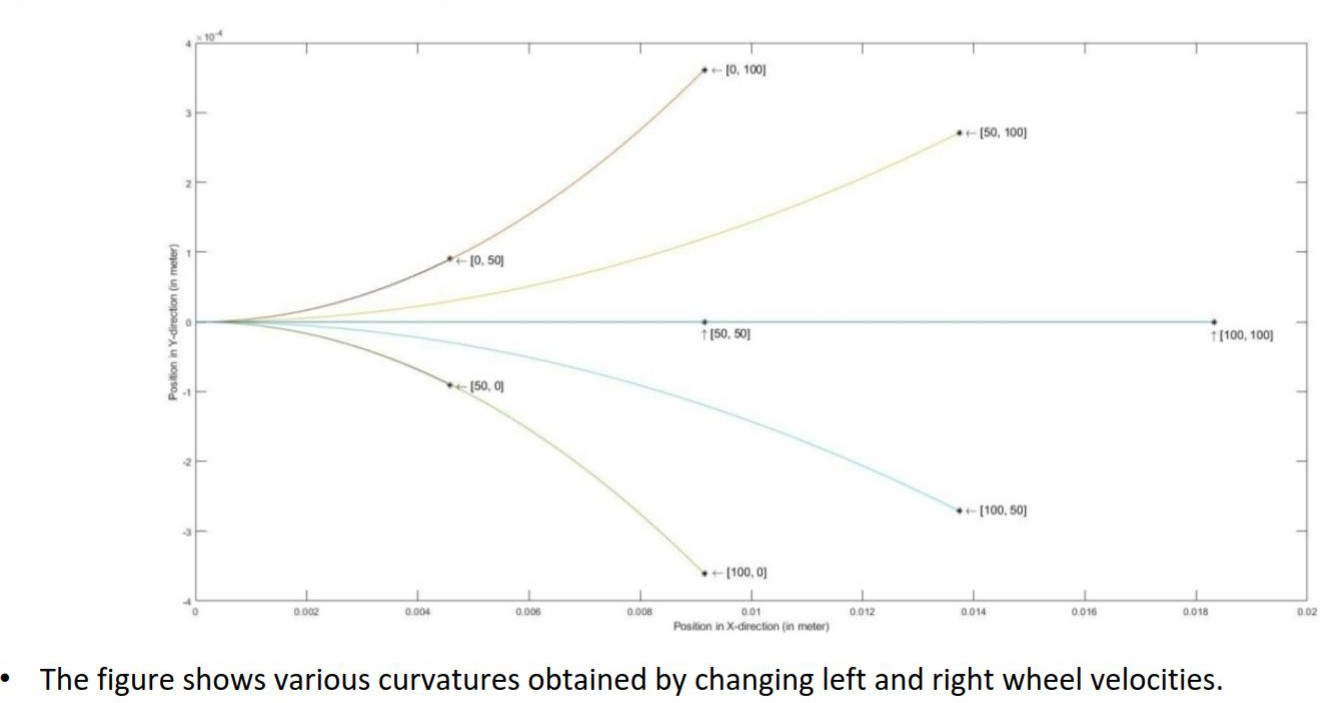 4 ×10-4
← [0, 100]
3
← [50, 100]
2
1
← [0, 50]
0
↑ [50, 50]
↑ [100, 100]
← [50, 0]
-1
-2
← [100, 50]
-3
← [100, 0]
-4
Position in Y-direction (in meter)
0 0.002 0.004 0.006 0.008 0.01 0.012 0.014 0.016 0.018 0.02
Position in X-direction (in meter)
• The figure shows various curvatures obtained by changing left and right wheel velocities.